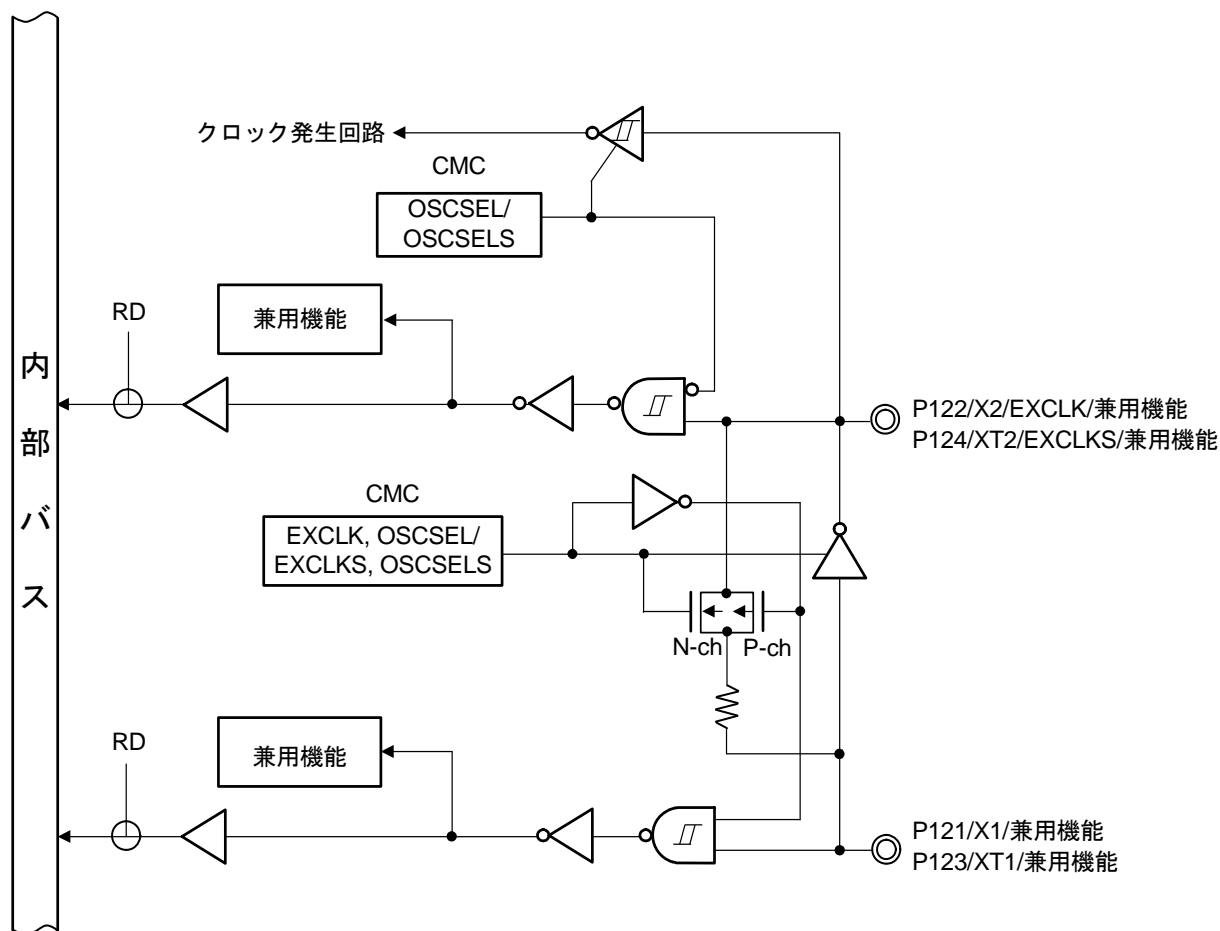 クロック発生回路
CMC
OSCSEL/
OSCSELS
RD
兼用機能
内部バス
P122/X2/EXCLK/兼用機能
P124/XT2/EXCLKS/兼用機能
CMC
EXCLK, OSCSEL/
EXCLKS, OSCSELS
N-ch
P-ch
RD
兼用機能
P121/X1/兼用機能
P123/XT1/兼用機能